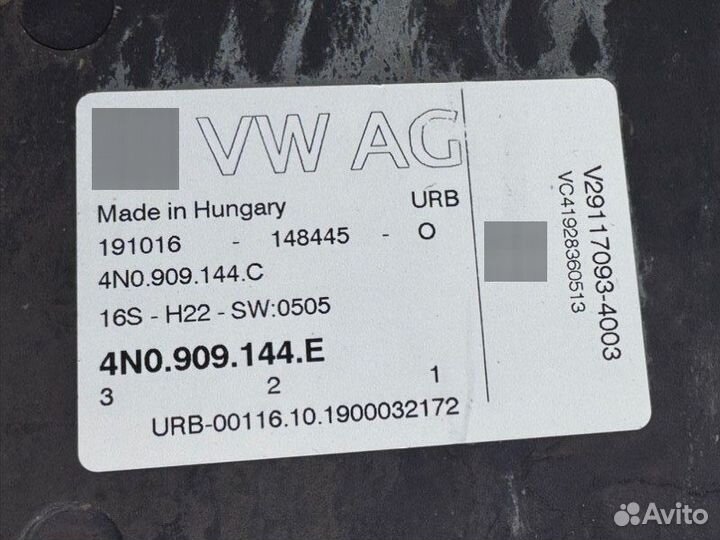 VW AG
Made in Hungary URB
191016 - 148445 - O
4N0.909.144.C
16S - H22 - SW:0505
4N0.909.144.E
3 2 1
URB-00116.10.1900032172
V29117093-4003
VC41928360513
Avito